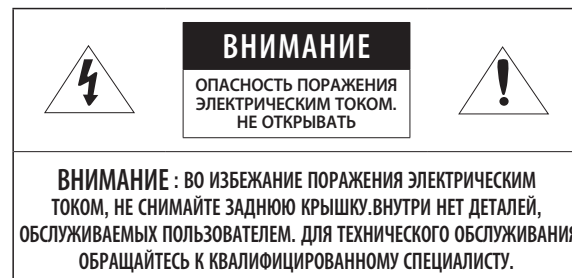 ВНИМАНИЕ
ОПАСНОСТЬ ПОРАЖЕНИЯ
ЭЛЕКТРИЧЕСКИМ ТОКОМ.
НЕ ОТКРЫВАТЬ
ВНИМАНИЕ : ВО ИЗБЕЖАНИЕ ПОРАЖЕНИЯ ЭЛЕКТРИЧЕСКИМ
ТОКОМ, НЕ СНИМАЙТЕ ЗАДНЮЮ КРЫШКУ.ВНУТРИ НЕТ ДЕТАЛЕЙ,
ОБСЛУЖИВАЕМЫХ ПОЛЬЗОВАТЕЛЕМ. ДЛЯ ТЕХНИЧЕСКОГО ОБСЛУЖИВАНИЯ
ОБРАЩАЙТЕСЬ К КВАЛИФИЦИРОВАННОМУ СПЕЦИАЛИСТУ.